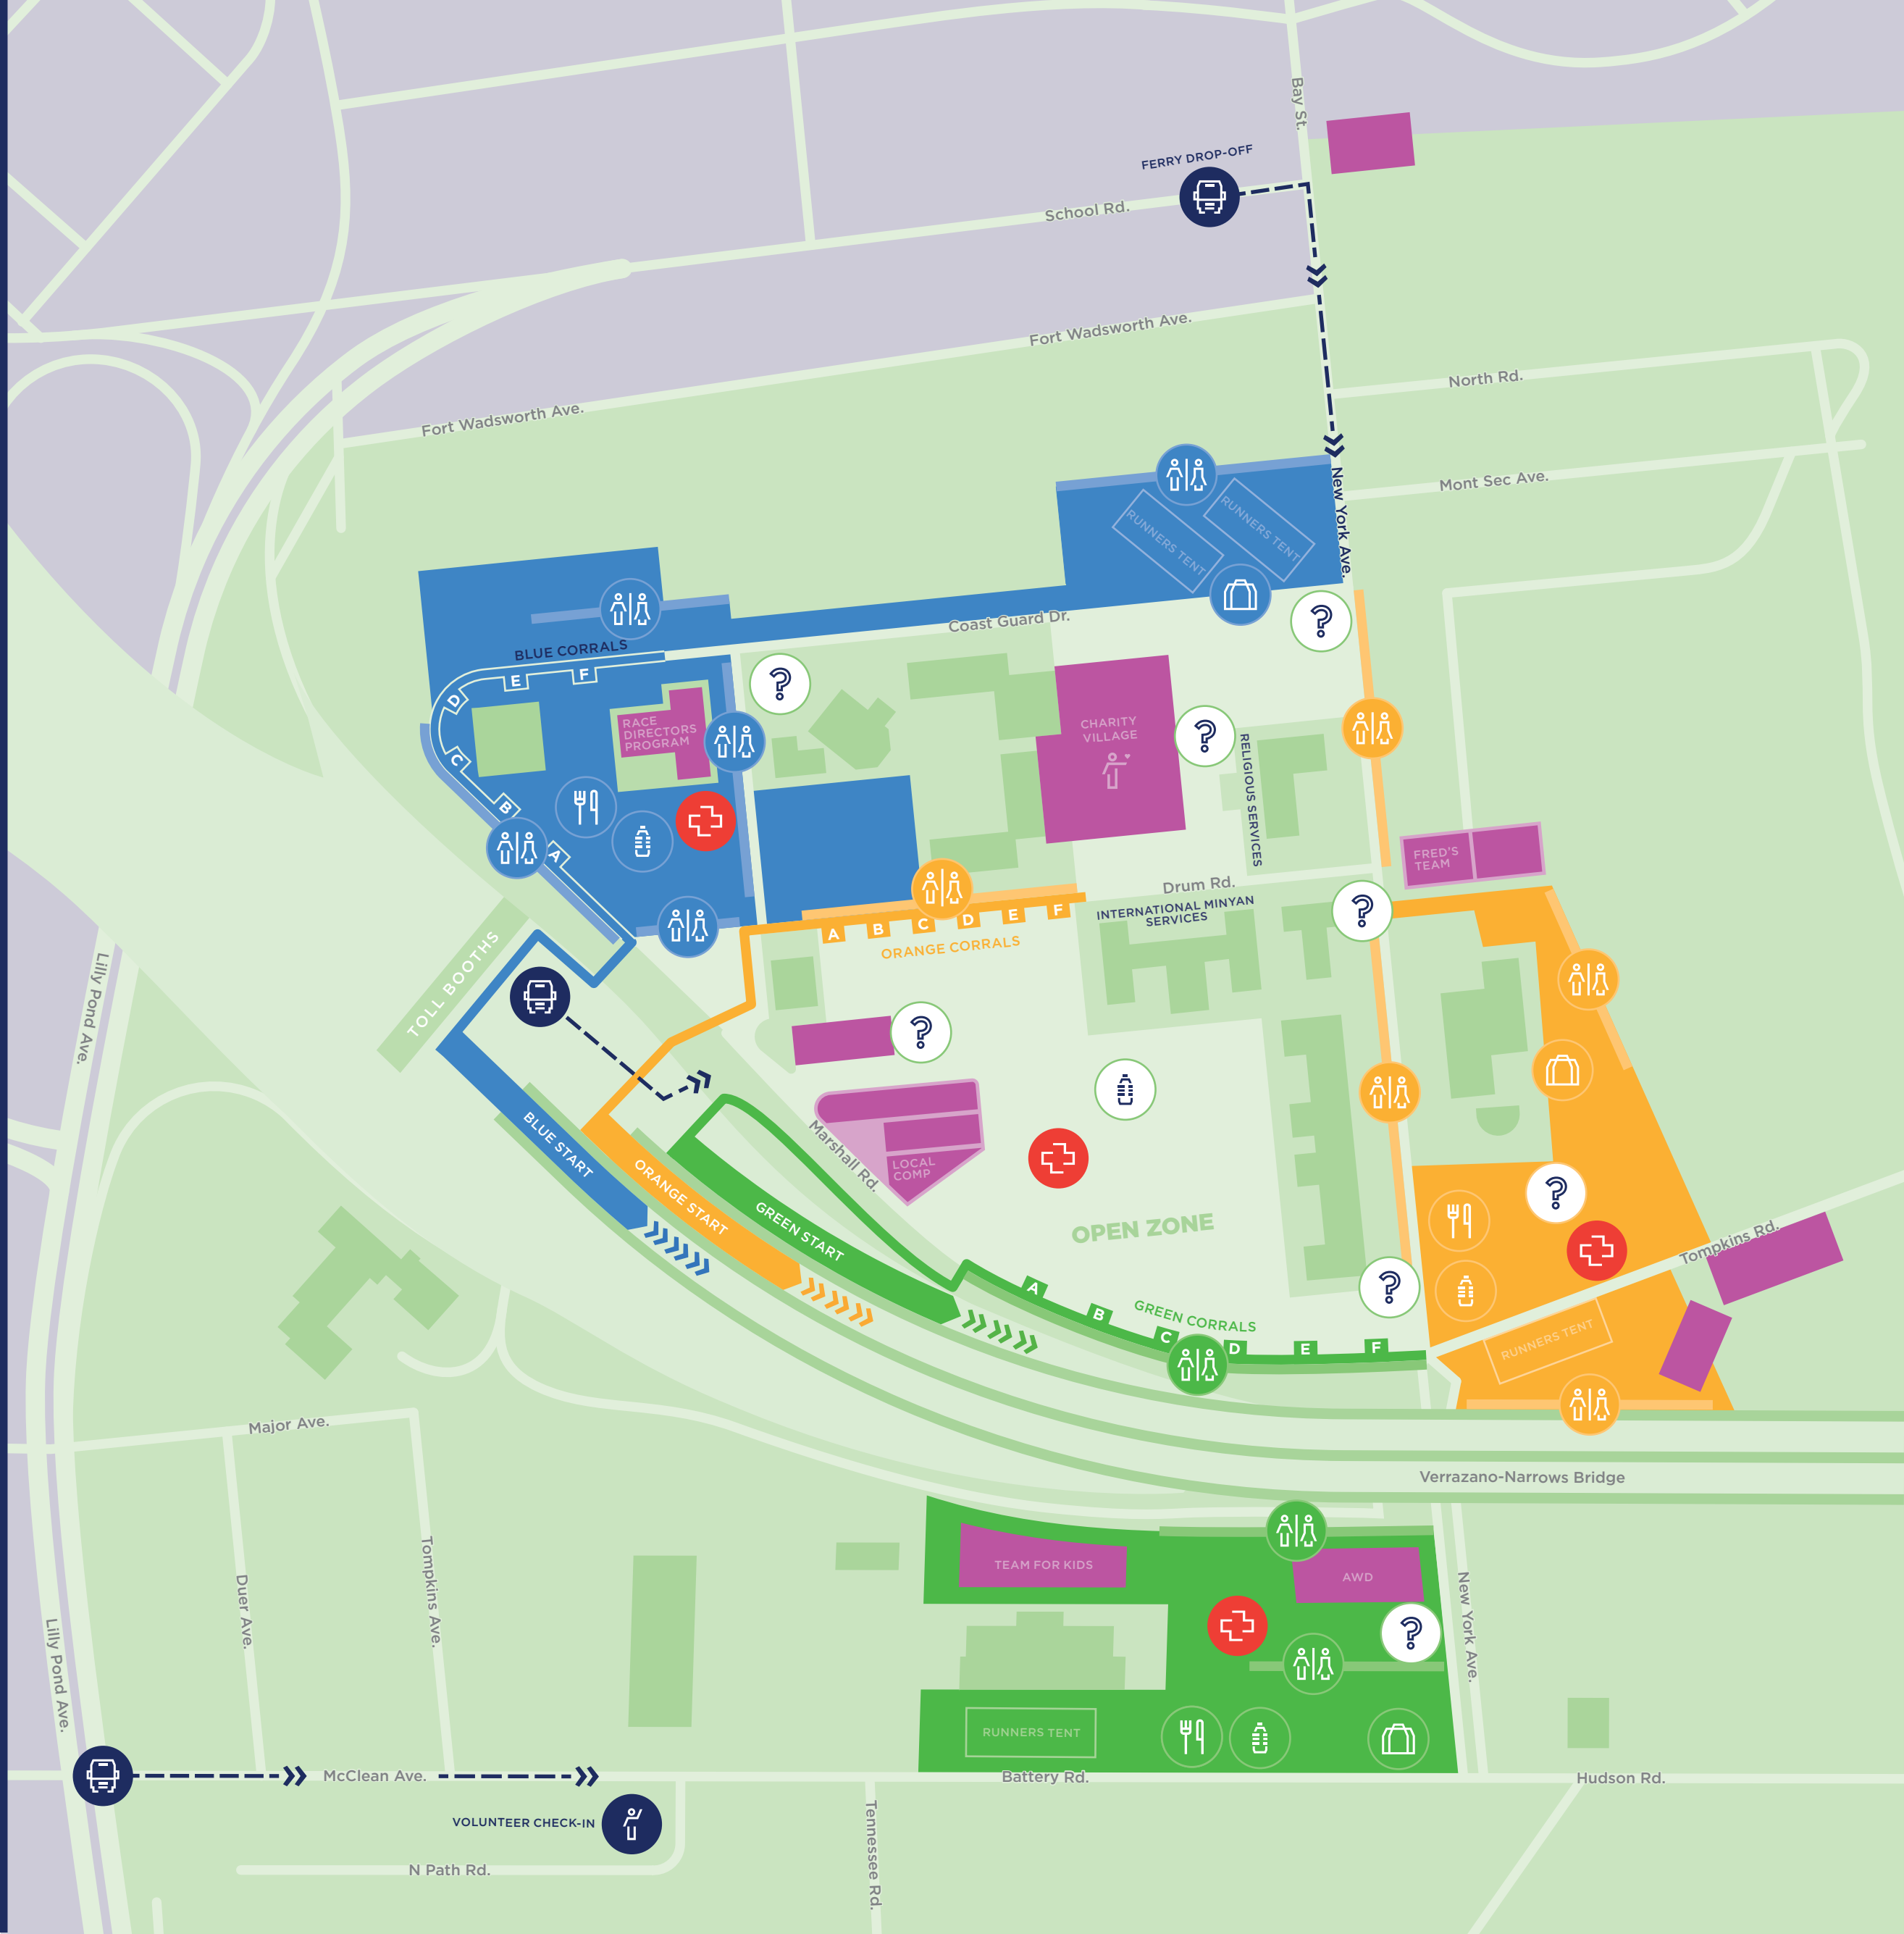 Bay St.
FERRY DROP-OFF
School Rd.
Fort Wadsworth Ave.
North Rd.
Fort Wadsworth Ave.
Mont Sec Ave.
New York Ave.
RUNNERS TENT
RUNNERS TENT
Coast Guard Dr.
BLUE CORRALS
F
E
D
C
B
A
RACE
DIRECTORS
PROGRAM
CHARITY
VILLAGE
RELIGIOUS SERVICES
FRED'S
TEAM
Drum Rd.
INTERNATIONAL MINYAN
SERVICES
A
B
C
D
E
F
ORANGE CORRALS
TOLL BOOTHS
Lilly Pond Ave.
BLUE START
ORANGE START
GREEN START
Marshall Rd.
LOCAL
COMP
OPEN ZONE
Tompkins Rd.
A
B
C
D
E
F
GREEN CORRALS
RUNNERS TENT
Major Ave.
Verrazano-Narrows Bridge
TEAM FOR KIDS
AWD
Tompkins Ave.
Duer Ave.
Lilly Pond Ave.
New York Ave.
RUNNERS TENT
McClean Ave.
Battery Rd.
Hudson Rd.
VOLUNTEER CHECK-IN
Tennessee Rd.
N Path Rd.